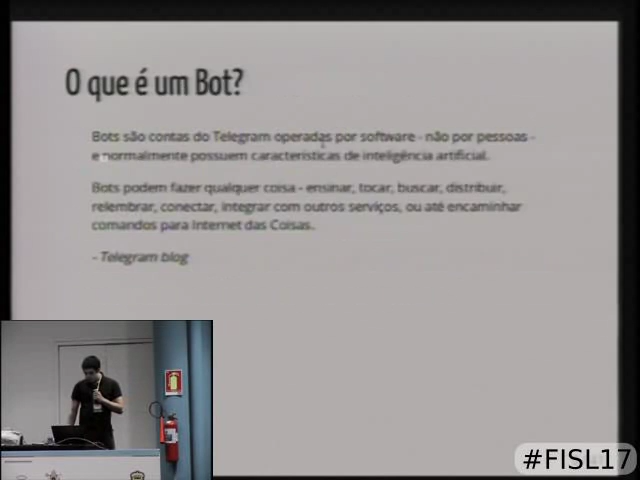 O que é um Bot?
Bots são contas do Telegram operadas por software - não por pessoas -
e normalmente possuem características de inteligência artificial.
Bots podem fazer qualquer coisa - ensinar, tocar, buscar, distribuir,
relembrar, conectar, integrar com outros serviços, ou até encaminhar
comandos para Internet das Coisas.
- Telegram blog
#FISL17